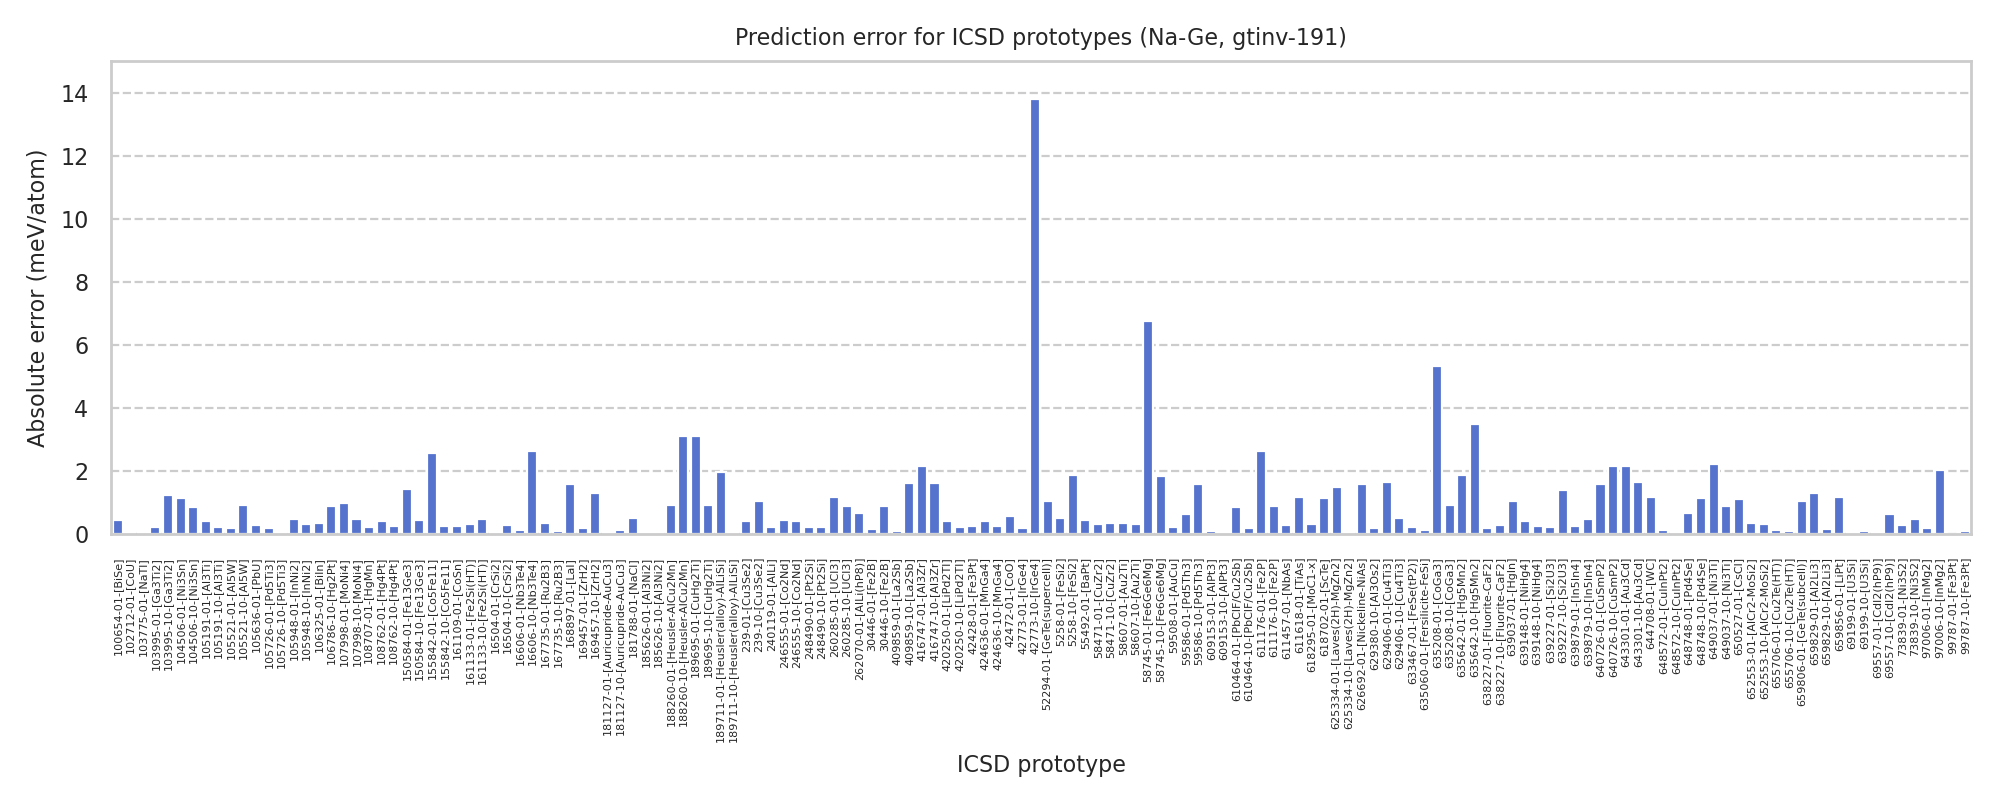 Prediction error for ICSD prototypes (Na-Ge, gtinv-191)
Absolute error (meV/atom)
14
12
10
8
6
4
2
0
100654-01-[BiSe]
102712-01-[CoU]
103775-01-[NaTl]
103995-01-[Ga3Ti2]
103995-10-[Ga3Ti2]
104506-01-[Ni3Sn]
104506-10-[Ni3Sn]
105191-01-[Al3Ti]
105191-10-[Al3Ti]
105521-01-[Al5W]
105521-10-[Al5W]
105636-01-[PbU]
105726-01-[Pd5Ti3]
105726-10-[Pd5Ti3]
105948-01-[InNi2]
105948-10-[InNi2]
106325-01-[BiIn]
106786-10-[Hg2Pt]
107998-01-[MoNi4]
107998-10-[MoNi4]
108707-01-[HgMn]
108762-01-[Hg4Pt]
108762-10-[Hg4Pt]
150584-01-[Fe13Ge3]
150584-10-[Fe13Ge3]
155842-01-[Co5Fe11]
155842-10-[Co5Fe11]
161109-01-[CoSn]
161133-01-[Fe2Si(HT)]
161133-10-[Fe2Si(HT)]
16504-01-[CrSi2]
16504-10-[CrSi2]
16606-01-[Nb3Te4]
16606-10-[Nb3Te4]
167735-01-[Ru2B3]
167735-10-[Ru2B3]
168897-01-[LaI]
169457-01-[ZrH2]
169457-10-[ZrH2]
181127-01-[Auricupride-AuCu3]
181127-10-[Auricupride-AuCu3]
181788-01-[NaCl]
185626-01-[Al3Ni2]
185626-10-[Al3Ni2]
188260-01-[Heusler-AlCu2Mn]
188260-10-[Heusler-AlCu2Mn]
189695-01-[CuHg2Ti]
189695-10-[CuHg2Ti]
189711-01-[Heusler(alloy)-AlLiSi]
189711-10-[Heusler(alloy)-AlLiSi]
239-01-[Cu3Se2]
239-10-[Cu3Se2]
240119-01-[AlLi]
246555-01-[Co2Nd]
246555-10-[Co2Nd]
248490-01-[Pt2Si]
248490-10-[Pt2Si]
260285-01-[UCl3]
260285-10-[UCl3]
262070-01-[AlLi(hP8)]
30446-01-[Fe2B]
30446-10-[Fe2B]
409859-01-[La2Sb]
409859-10-[La2Sb]
416747-01-[Al3Zr]
416747-10-[Al3Zr]
420250-01-[LiPd2Tl]
420250-10-[LiPd2Tl]
42428-01-[Fe3Pt]
424636-01-[MnGa4]
424636-10-[MnGa4]
42472-01-[CoO]
42773-01-[IrGe4]
42773-10-[IrGe4]
52294-01-[GeTe(supercell)]
5258-01-[FeSi2]
5258-10-[FeSi2]
55492-01-[BaPt]
58471-01-[CuZr2]
58471-10-[CuZr2]
58607-01-[Au2Ti]
58607-10-[Au2Ti]
58745-01-[Fe6Ge6Mg]
58745-10-[Fe6Ge6Mg]
59508-01-[AuCu]
59586-01-[Pd5Th3]
59586-10-[Pd5Th3]
609153-01-[AlPt3]
609153-10-[AlPt3]
610464-01-[PbClF/Cu2Sb]
610464-10-[PbClF/Cu2Sb]
611176-01-[Fe2P]
611176-10-[Fe2P]
611457-01-[NbAs]
611618-01-[TiAs]
618295-01-[MoC1-x]
618702-01-[ScTe]
625334-01-[Laves(2H)-MgZn2]
625334-10-[Laves(2H)-MgZn2]
626692-01-[Nickeline-NiAs]
629380-10-[Al3Os2]
629406-01-[Cu4Ti3]
629406-10-[Cu4Ti3]
633467-01-[FeSe(tP2)]
635060-01-[Fersilicite-FeSi]
635208-01-[CoGa3]
635208-10-[CoGa3]
635642-01-[Hg5Mn2]
635642-10-[Hg5Mn2]
638227-01-[Fluorite-CaF2]
638227-10-[Fluorite-CaF2]
639037-01-[HgIn]
639148-01-[NiHg4]
639148-10-[NiHg4]
639227-01-[Si2U3]
639227-10-[Si2U3]
639879-01-[In5In4]
639879-10-[In5In4]
640726-01-[CuSmP2]
640726-10-[CuSmP2]
643301-01-[Au3Cd]
643301-10-[Au3Cd]
644708-01-[WC]
648572-01-[CuInPt2]
648572-10-[CuInPt2]
648748-01-[Pd4Se]
648748-10-[Pd4Se]
649037-01-[Ni3Ti]
649037-10-[Ni3Ti]
650527-01-[CsCl]
652553-01-[AlCr2-MoSi2]
652553-10-[AlCr2-MoSi2]
655706-01-[Cu2Te(HT)]
655706-10-[Cu2Te(HT)]
659806-01-[GeTe(subcell)]
659829-01-[Al2Li3]
659829-10-[Al2Li3]
659856-01-[LiPt]
69199-01-[U3Si]
69199-10-[U3Si]
69557-01-[CdI2(hP9)]
69557-10-[CdI2(hP9)]
73839-01-[Ni3S2]
73839-10-[Ni3S2]
97006-01-[InMg2]
97006-10-[InMg2]
99787-01-[Fe3Pt]
99787-10-[Fe3Pt]
ICSD prototype